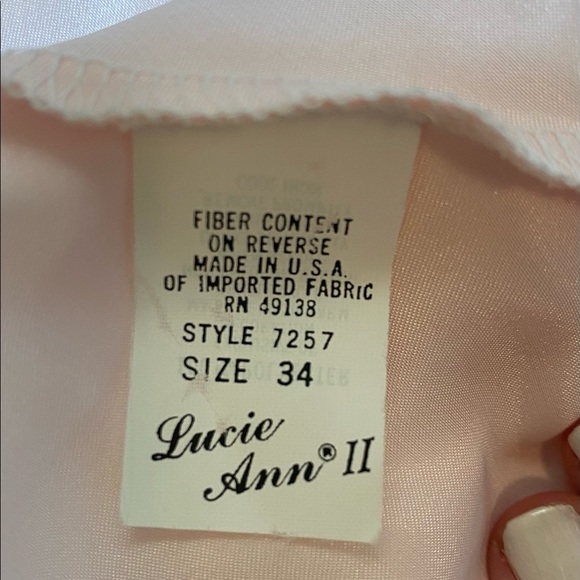 FIBER CONTENT
ON REVERSE
MADE IN U.S.A.
OF IMPORTED FABRIC
RN 49138
STYLE 7257
SIZE 34
Lucie
Ann® II